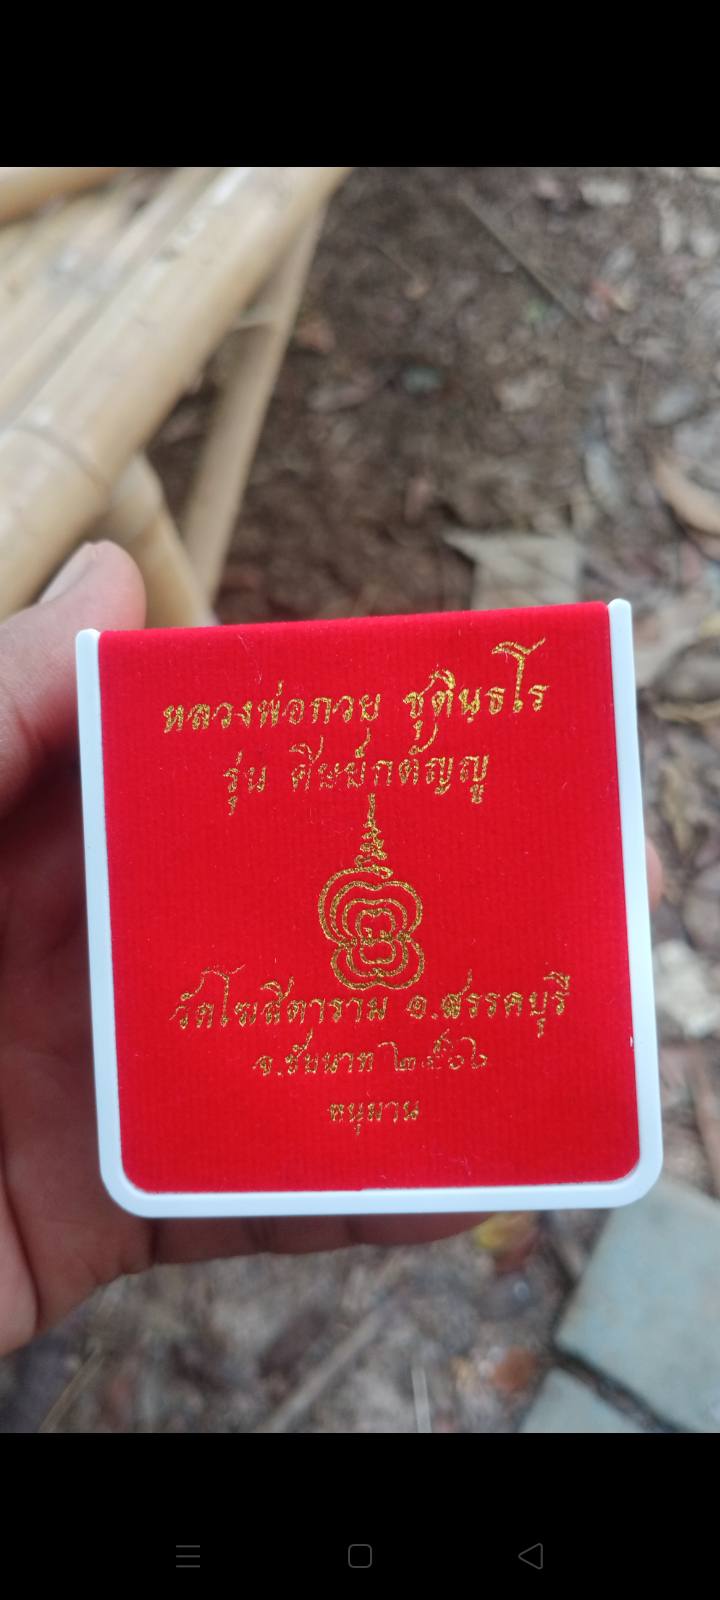 หลวงพ่อกวย ชุตินฺธโร
รุ่น ศิษย์กตัญญู
วัดโฆสิตาราม อ.สรรคบุรี
จ.ชัยนาท ๒๕๖๖
หนุมาน